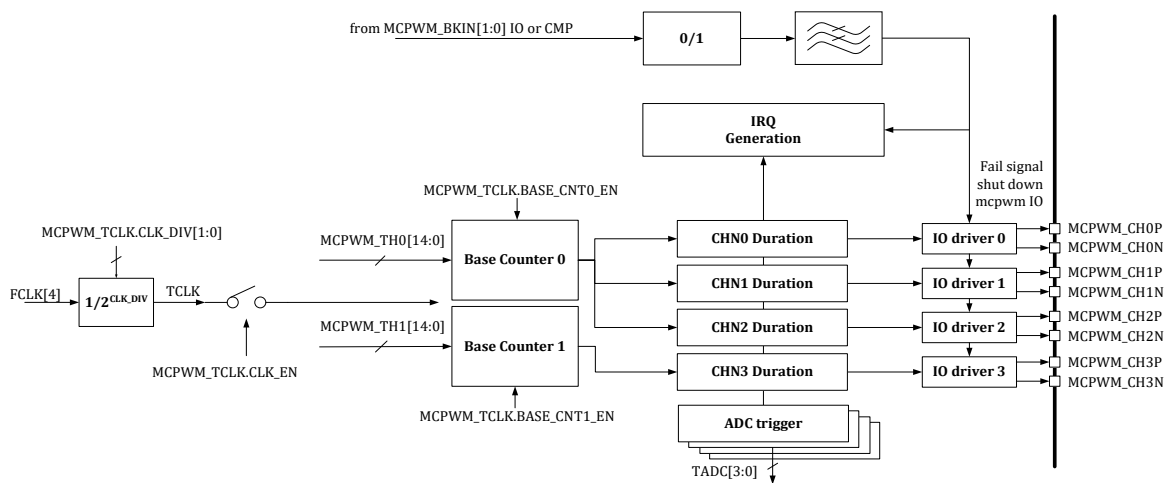 from MCPWM_BKIN[1:0] IO or CMP
0/1
IRQ
Generation
Fail signal
shut down
mcpwm IO
MCPWM_TCLK.BASE_CNT0_EN
MCPWM_TCLK.CLK_DIV[1:0]
MCPWM_TH0[14:0]
Base Counter 0
CHN0 Duration
IO driver 0
MCPWM_CH0P
MCPWM_CH0N
FCLK[4]
1/2^CLK_DIV
TCLK
CHN1 Duration
IO driver 1
MCPWM_CH1P
MCPWM_CH1N
MCPWM_TH1[14:0]
Base Counter 1
CHN2 Duration
IO driver 2
MCPWM_CH2P
MCPWM_CH2N
MCPWM_TCLK.CLK_EN
CHN3 Duration
IO driver 3
MCPWM_CH3P
MCPWM_CH3N
MCPWM_TCLK.BASE_CNT1_EN
ADC trigger
TADC[3:0]